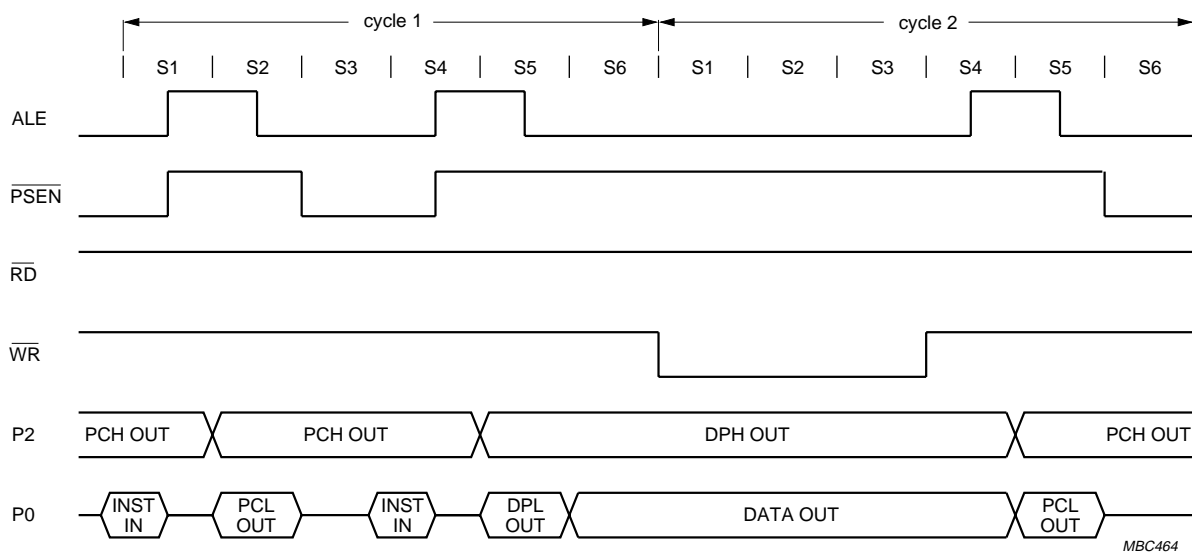 cycle 1 cycle 2
S1 S2 S3 S4 S5 S6 S1 S2 S3 S4 S5 S6
ALE
PSEN
RD
WR
P2 PCH OUT PCH OUT DPH OUT PCH OUT
P0 INST IN PCL OUT INST IN DPL OUT DATA OUT PCL OUT
MBC464